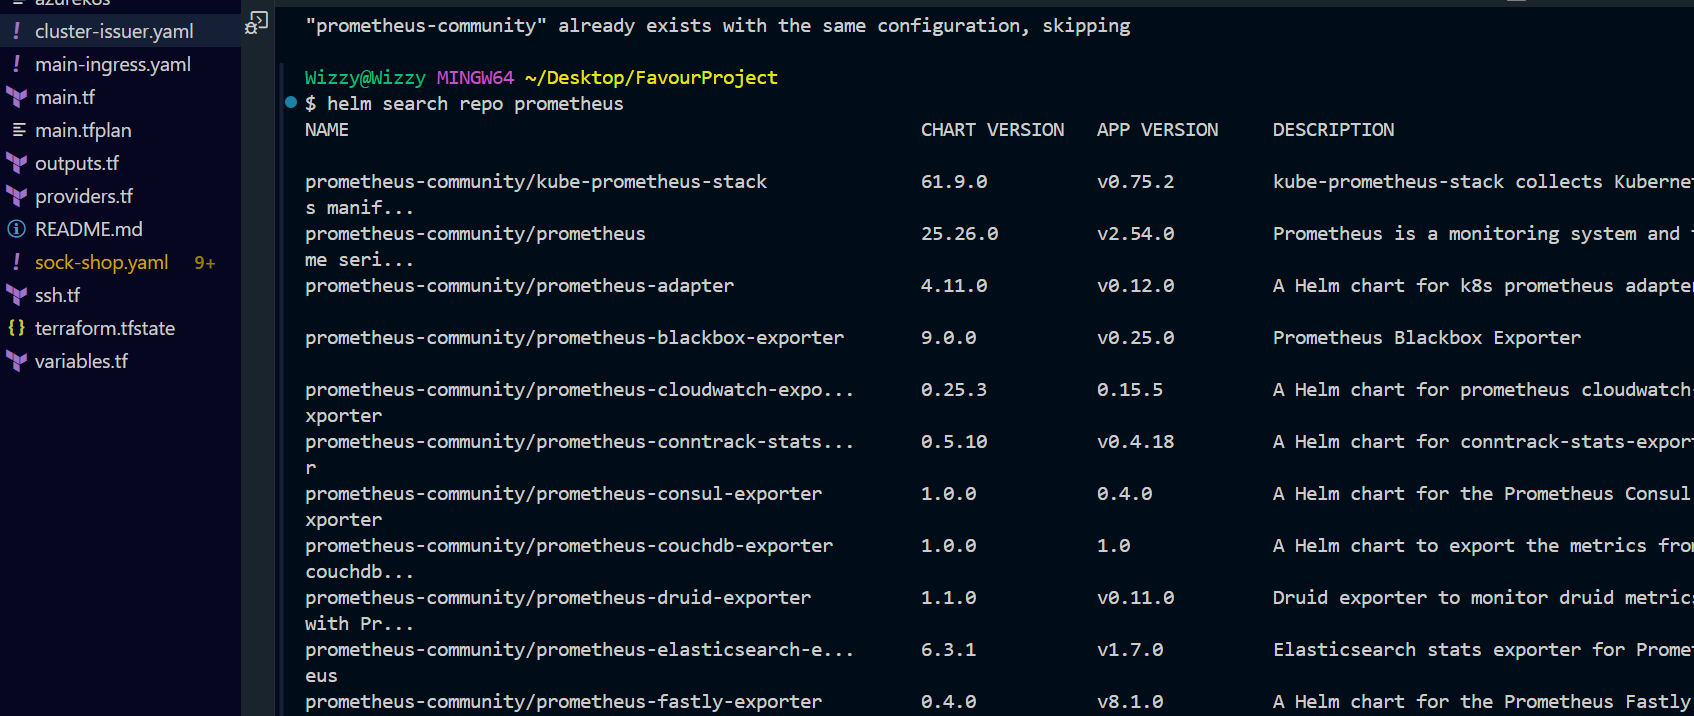 azurekos
cluster-issuer.yaml
main-ingress.yaml
main.tf
main.tfplan
outputs.tf
providers.tf
README.md
sock-shop.yaml 9+
ssh.tf
terraform.tfstate
variables.tf
"prometheus-community" already exists with the same configuration, skipping
Wizzy@Wizzy MINGW64 ~/Desktop/FavourProject
$ helm search repo prometheus
NAME CHART VERSION APP VERSION DESCRIPTION
prometheus-community/kube-prometheus-stack 61.9.0 v0.75.2 kube-prometheus-stack collects Kubernet
s manif...
prometheus-community/prometheus 25.26.0 v2.54.0 Prometheus is a monitoring system and
me seri...
prometheus-community/prometheus-adapter 4.11.0 v0.12.0 A Helm chart for k8s prometheus adapter
prometheus-community/prometheus-blackbox-exporter 9.0.0 v0.25.0 Prometheus Blackbox Exporter
prometheus-community/prometheus-cloudwatch-expo... 0.25.3 0.15.5 A Helm chart for prometheus cloudwatch-
xporter
prometheus-community/prometheus-conntrack-stats... 0.5.10 v0.4.18 A Helm chart for conntrack-stats-export
r
prometheus-community/prometheus-consul-exporter 1.0.0 0.4.0 A Helm chart for the Prometheus Consul
xporter
prometheus-community/prometheus-couchdb-exporter 1.0.0 1.0 A Helm chart to export the metrics from
couchdb...
prometheus-community/prometheus-druid-exporter 1.1.0 v0.11.0 Druid exporter to monitor druid metrics
with Pr...
prometheus-community/prometheus-elasticsearch-e... 6.3.1 v1.7.0 Elasticsearch stats exporter for Promet
eus
prometheus-community/prometheus-fastly-exporter 0.4.0 v8.1.0 A Helm chart for the Prometheus Fastly